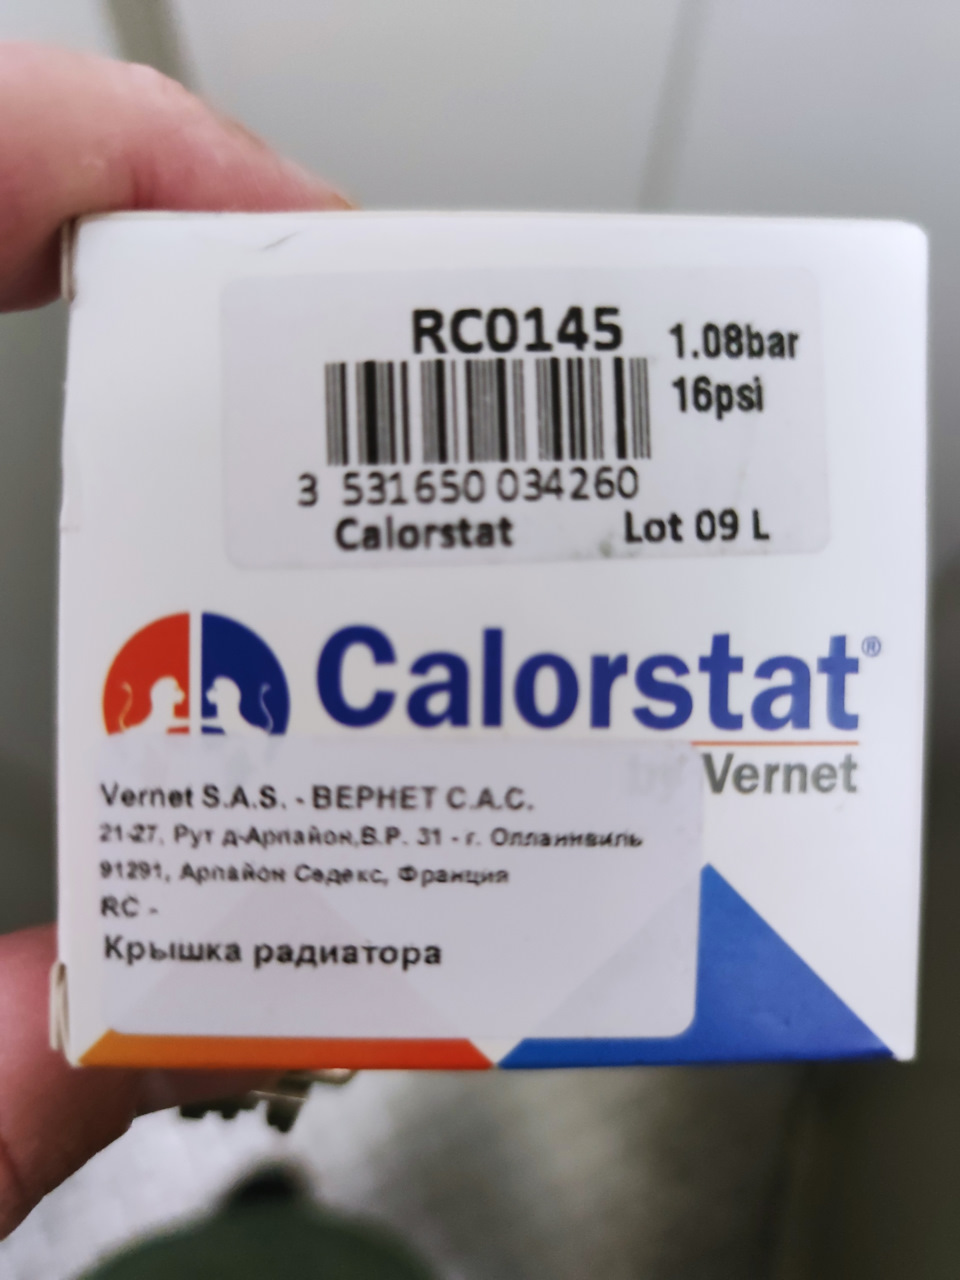 RC0145
1.08bar
16psi
3 531650 034260
Calorstat Lot 09 L
Calorstat®
by Vernet
Vernet S.A.S. - ВЕРНЕТ С.А.С.
21-27, Рут д-Арпайон,B.P. 31 - г. Оллаинвиль
91291, Арпайон Седекс, Франция
RC -
Крышка радиатора